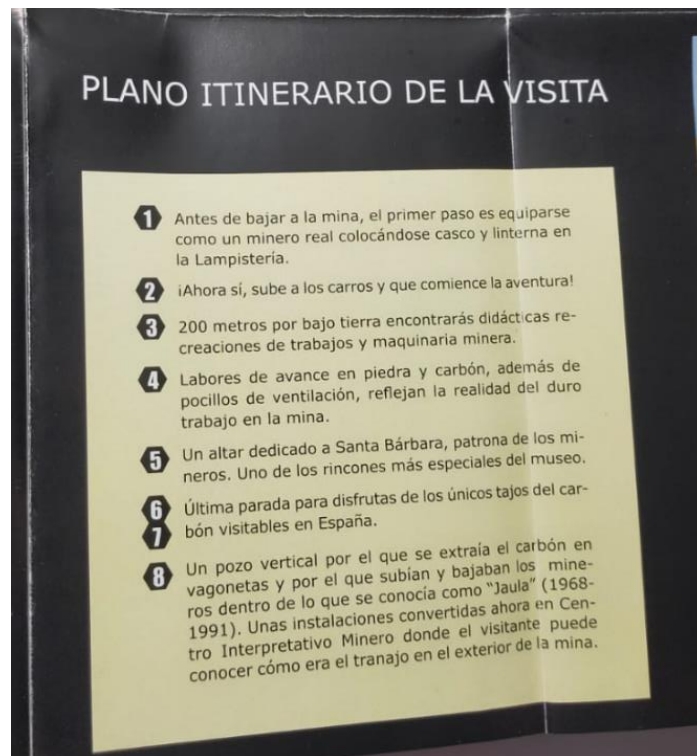 PLANO ITINERARIO DE LA VISITA
1 Antes de bajar a la mina, el primer paso es equiparse
como un minero real colocándose casco y linterna en
la Lampistería.
2 ¡Ahora sí, sube a los carros y que comience la aventura!
3 200 metros por bajo tierra encontrarás didácticas re-
creaciones de trabajos y maquinaria minera.
4 Labores de avance en piedra y carbón, además de
pocillos de ventilación, reflejan la realidad del duro
trabajo en la mina.
5 Un altar dedicado a Santa Bárbara, patrona de los mi-
neros. Uno de los rincones más especiales del museo.
6 Última parada para disfrutas de los únicos tajos del car-
7 bón visitables en España.
8 Un pozo vertical por el que se extraía el carbón en
vagonetas y por el que subían y bajaban los mine-
ros dentro de lo que se conocía como "Jaula" (1968-
1991). Unas instalaciones convertidas ahora en Cen-
tro Interpretativo Minero donde el visitante puede
conocer cómo era el tranajo en el exterior de la mina.